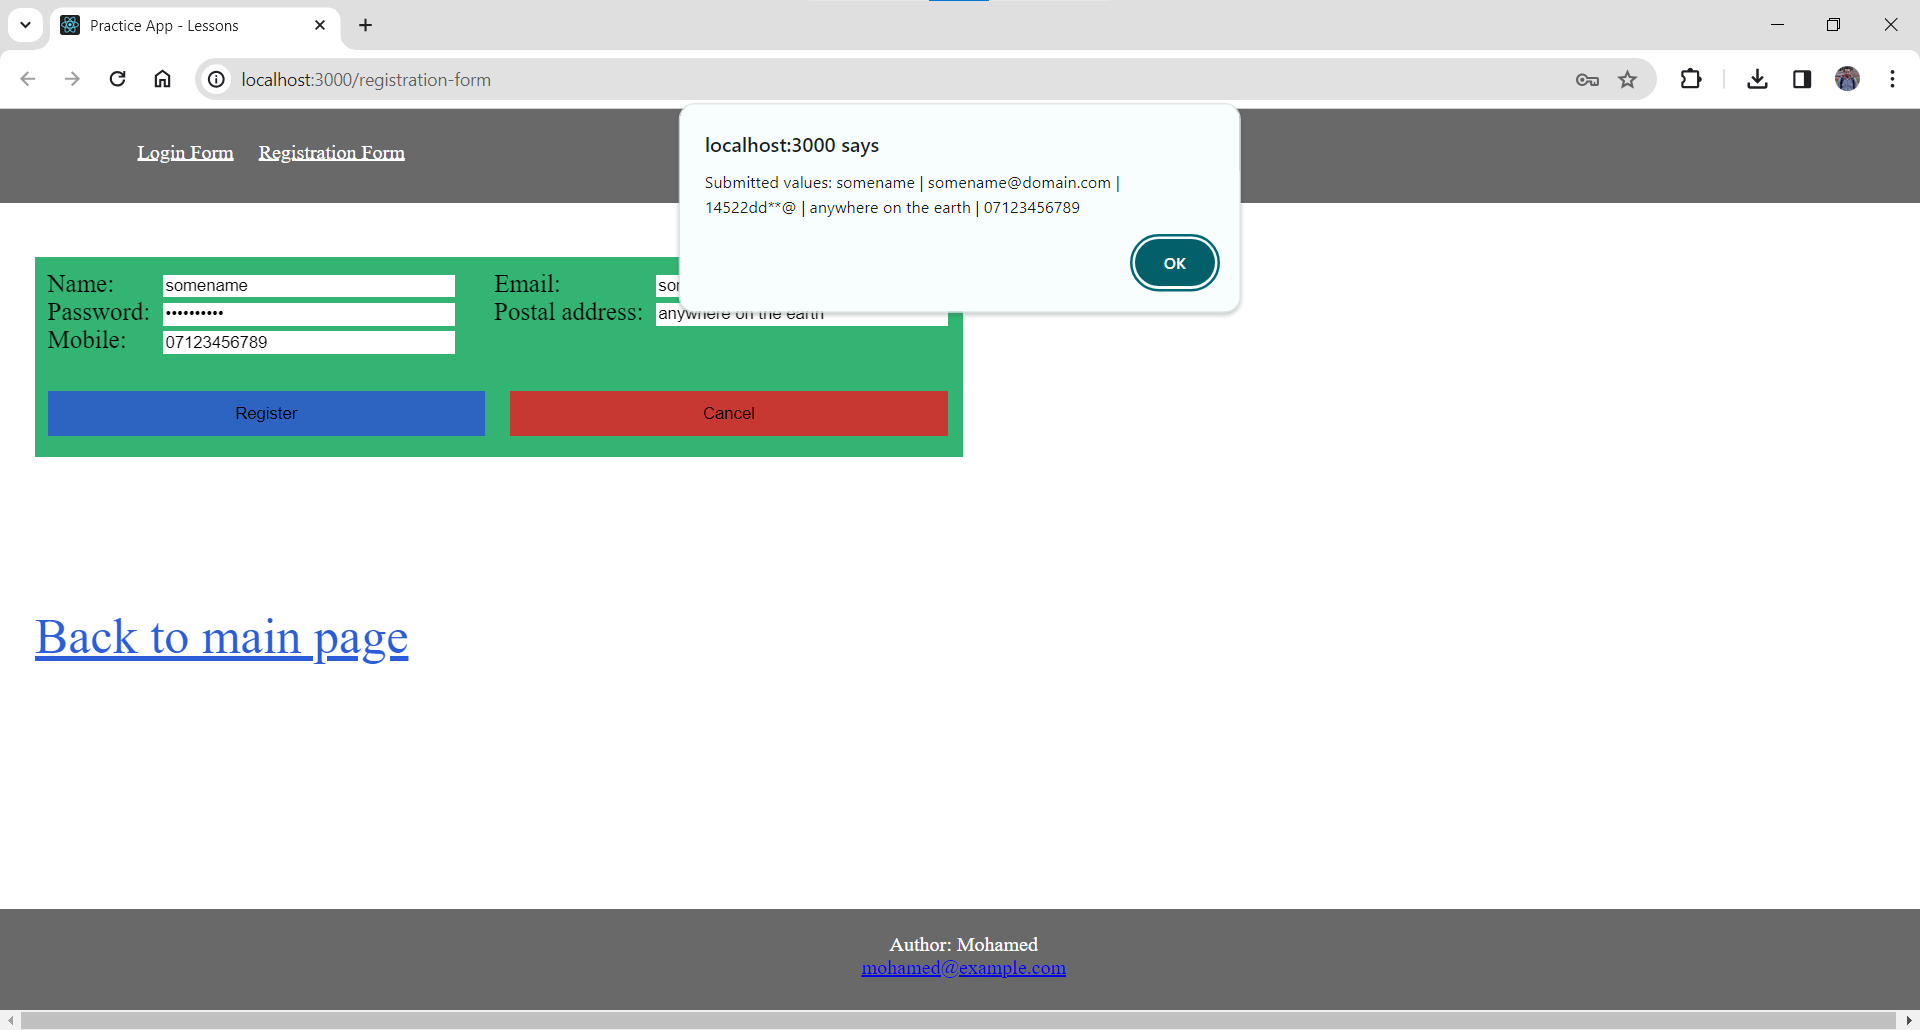 Practice App - Lessons
localhost:3000/registration-form
Login Form Registration Form
localhost:3000 says
Submitted values: somename | somename@domain.com |
14522dd**@ | anywhere on the earth | 07123456789
OK
Name: somename Email: so
Password: •••••••••• Postal address: anywhere on the earth
Mobile: 07123456789
Register Cancel
Back to main page
Author: Mohamed
mohamed@example.com